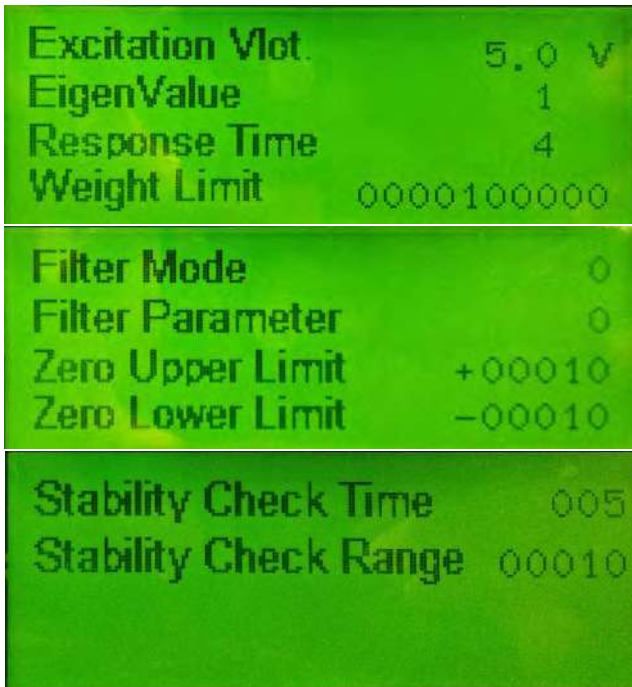 Excitation Vlot. 5.0 V
EigenValue 1
Response Time 4
Weight Limit 0000100000
Filter Mode 0
Filter Parameter 0
Zero Upper Limit +00010
Zero Lower Limit -00010
Stability Check Time 005
Stability Check Range 00010